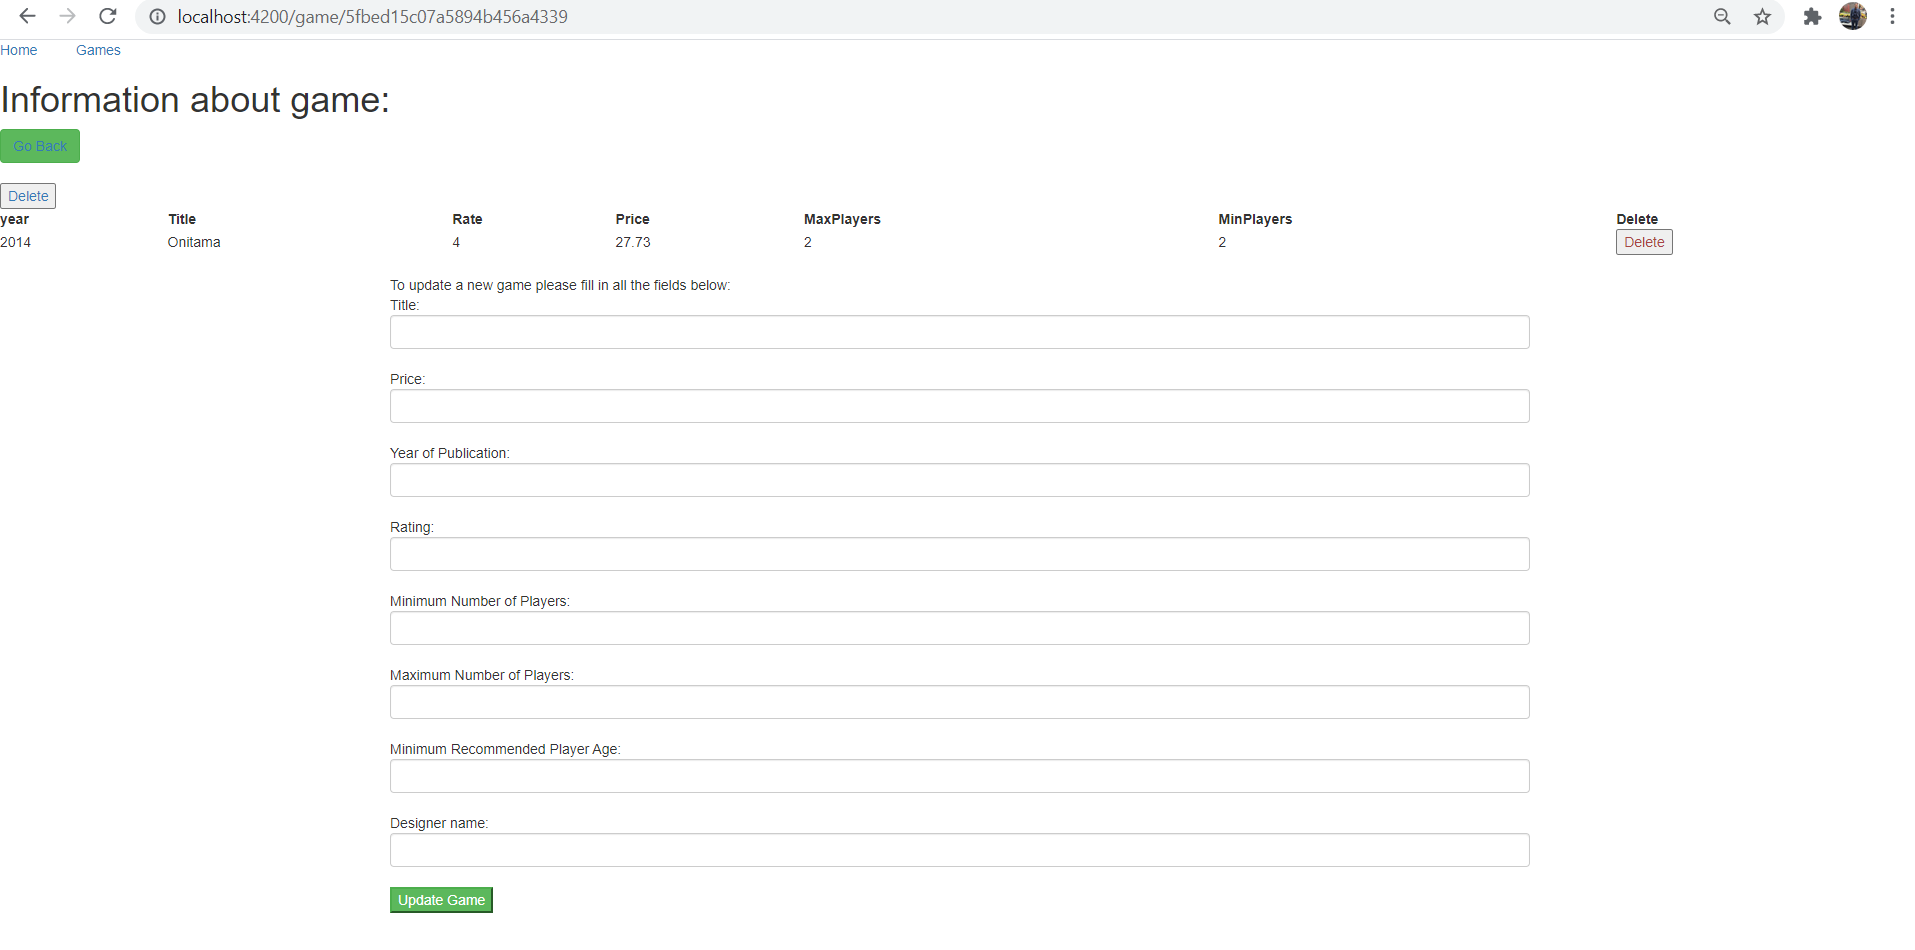 localhost:4200/game/5fbed15c07a5894b456a4339
Home Games
Information about game:
Go Back
Delete
year Title Rate Price MaxPlayers MinPlayers Delete
2014 Onitama 4 27.73 2 2 Delete
To update a new game please fill in all the fields below:
Title:
Price:
Year of Publication:
Rating:
Minimum Number of Players:
Maximum Number of Players:
Minimum Recommended Player Age:
Designer name:
Update Game